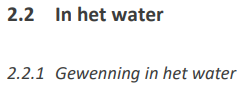 2.2 In het water
2.2.1 Gewenning in het water